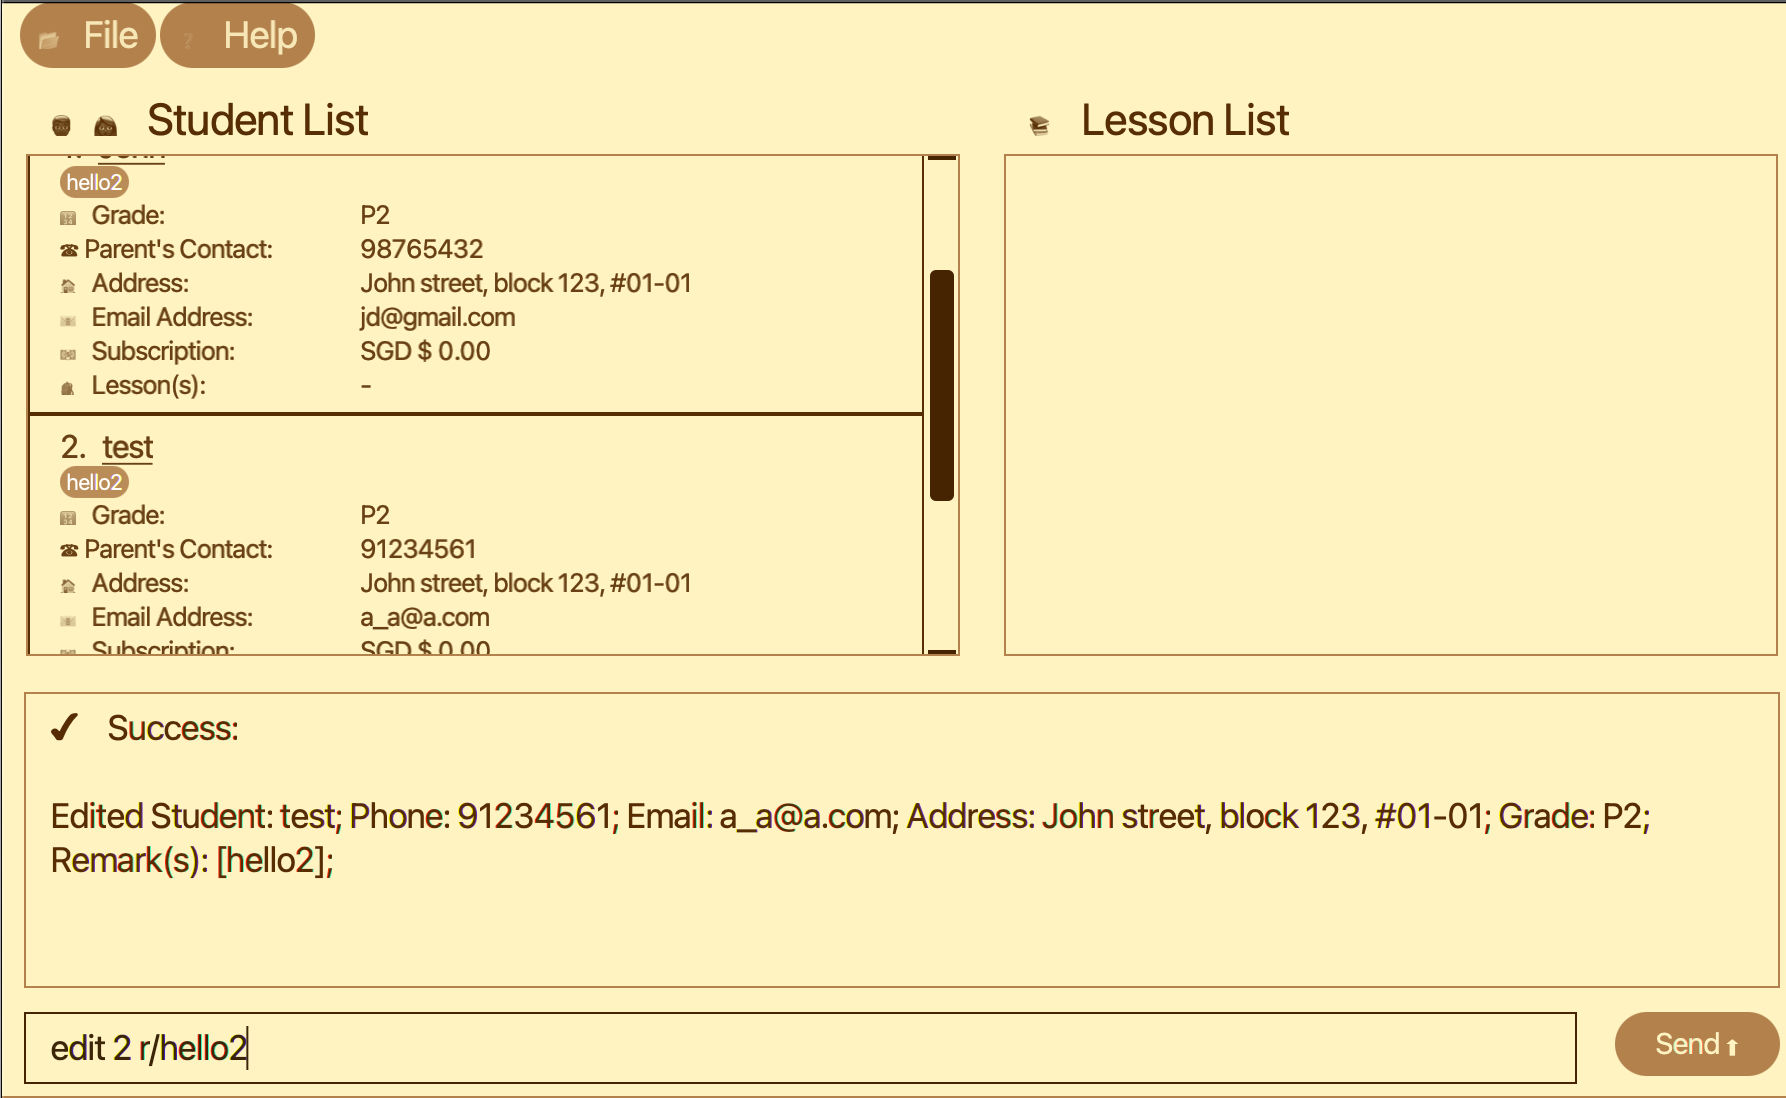 File Help
Student List
hello2
Grade: P2
Parent's Contact: 98765432
Address: John street, block 123, #01-01
Email Address: jd@gmail.com
Subscription: SGD $ 0.00
Lesson(s): -
2. test
hello2
Grade: P2
Parent's Contact: 91234561
Address: John street, block 123, #01-01
Email Address: a_a@a.com
Subscription: SGD $ 0.00
Lesson List
✔ Success:
Edited Student: test; Phone: 91234561; Email: a_a@a.com; Address: John street, block 123, #01-01; Grade: P2;
Remark(s): [hello2];
edit 2 r/hello2
Send ⬆